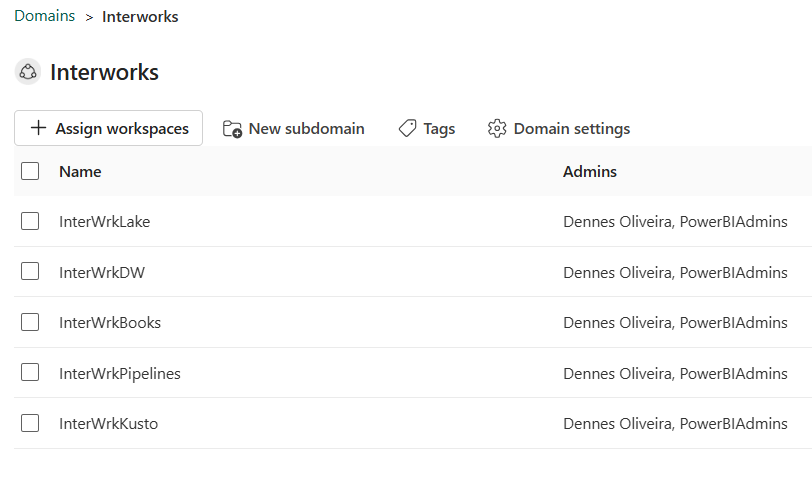 Domains > Interworks
Interworks
+ Assign workspaces New subdomain Tags Domain settings
Name Admins
InterWrkLake Dennes Oliveira, PowerBIAdmins
InterWrkDW Dennes Oliveira, PowerBIAdmins
InterWrkBooks Dennes Oliveira, PowerBIAdmins
InterWrkPipelines Dennes Oliveira, PowerBIAdmins
InterWrkKusto Dennes Oliveira, PowerBIAdmins